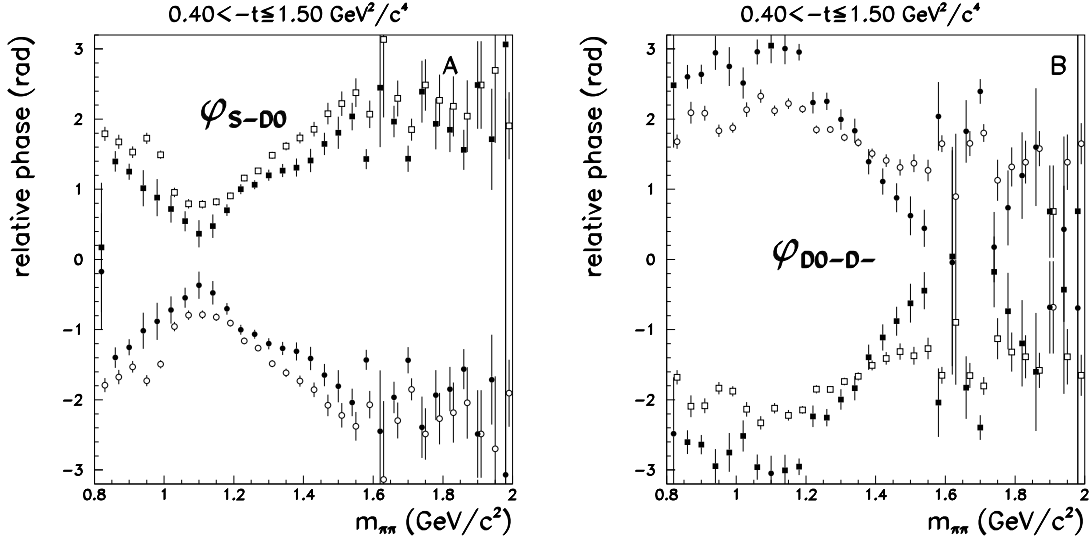 0.40<-t≤1.50 GeV²/c⁴
relative phase (rad)
3
2
1
0
-1
-2
-3
A
φS-D0
0.8 1 1.2 1.4 1.6 1.8 2
mππ (GeV/c²)
0.40<-t≤1.50 GeV²/c⁴
relative phase (rad)
3
2
1
0
-1
-2
-3
B
φD0-D-
0.8 1 1.2 1.4 1.6 1.8 2
mππ (GeV/c²)